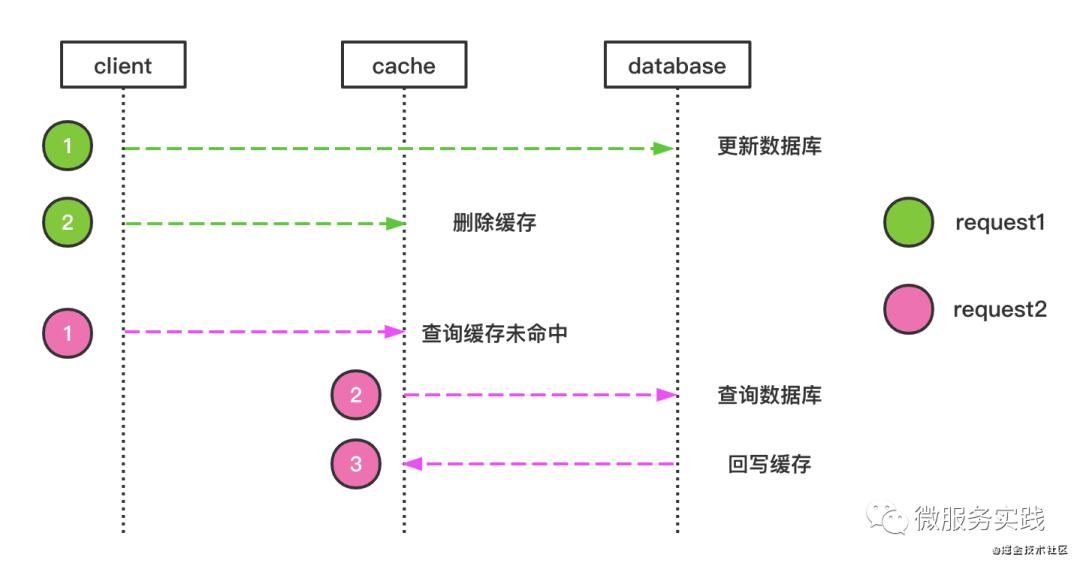 client
cache
database
1
更新数据库
2
删除缓存
request1
1
查询缓存未命中
request2
2
查询数据库
3
回写缓存
微服务实践
@掘金技术社区